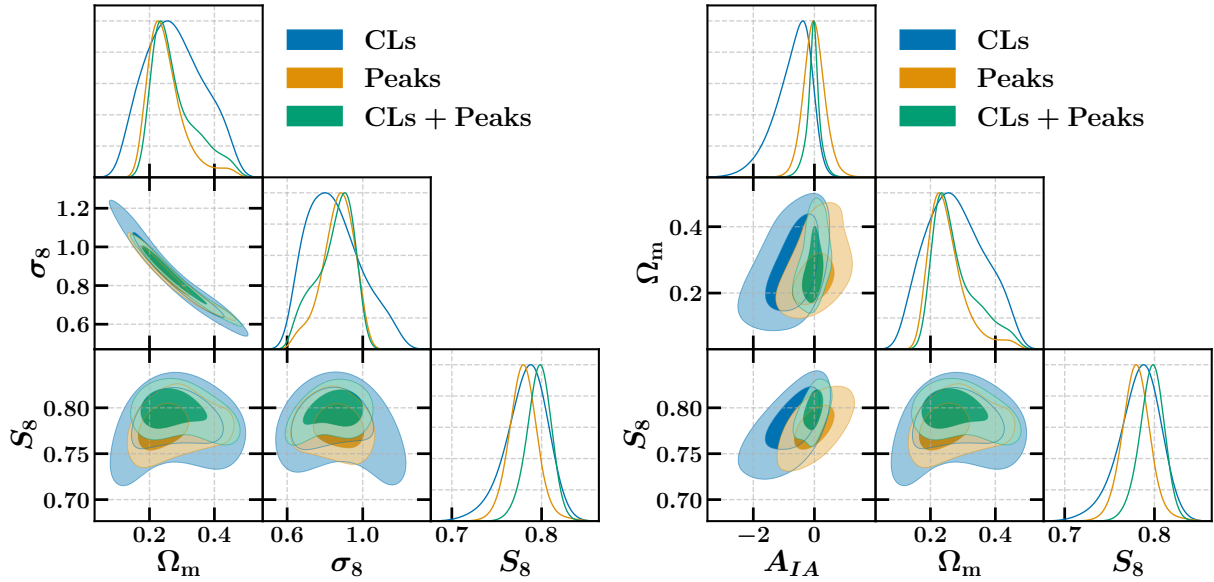 CLs
Peaks
CLs + Peaks
1.2
1.0
0.8
0.6
σ₈
0.80
0.75
0.70
S₈
0.2 0.4
Ωₘ
0.6 1.0
σ₈
0.7 0.8
S₈
CLs
Peaks
CLs + Peaks
0.4
0.2
Ωₘ
0.80
0.75
0.70
S₈
−2 0
A_{IA}
0.2 0.4
Ωₘ
0.7 0.8
S₈